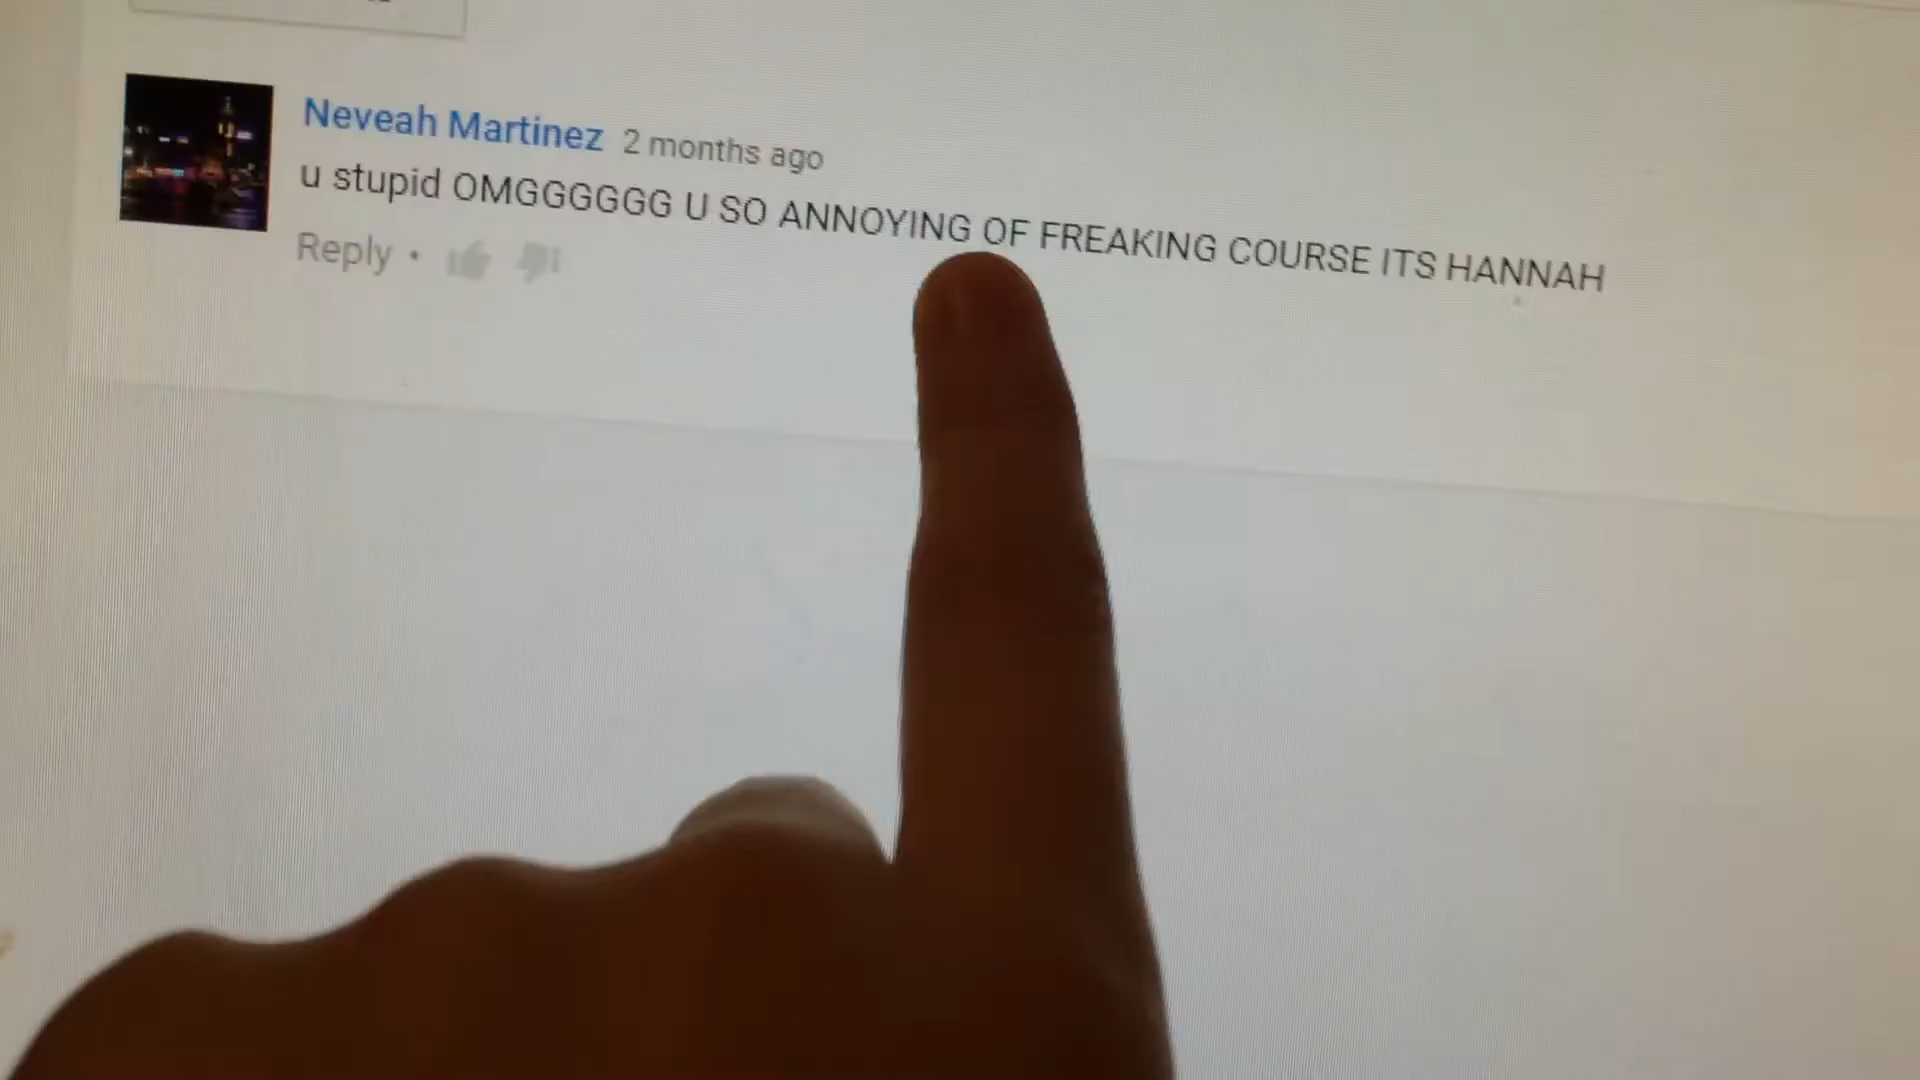 Neveah Martinez 2 months ago
u stupid OMGGGGGG U SO ANNOYING OF FREAKING COURSE ITS HANNAH
Reply •